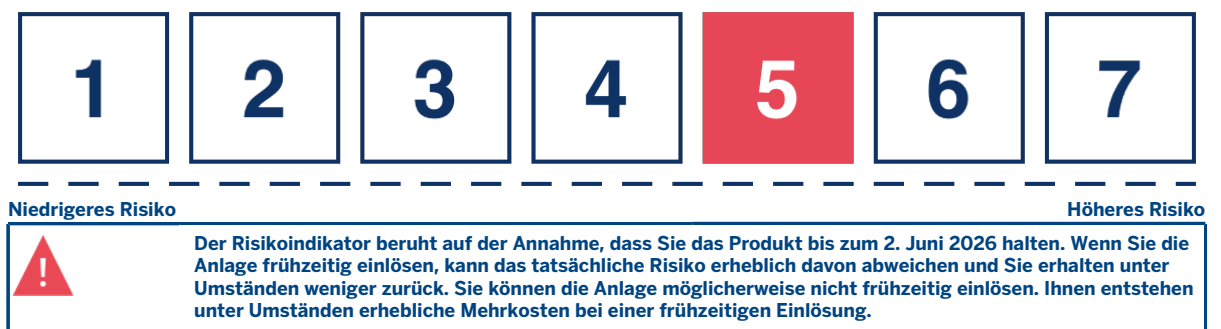 1 2 3 4 5 6 7
Niedrigeres Risiko Höheres Risiko
! Der Risikoindikator beruht auf der Annahme, dass Sie das Produkt bis zum 2. Juni 2026 halten. Wenn Sie die
Anlage frühzeitig einlösen, kann das tatsächliche Risiko erheblich davon abweichen und Sie erhalten unter
Umständen weniger zurück. Sie können die Anlage möglicherweise nicht frühzeitig einlösen. Ihnen entstehen
unter Umständen erhebliche Mehrkosten bei einer frühzeitigen Einlösung.